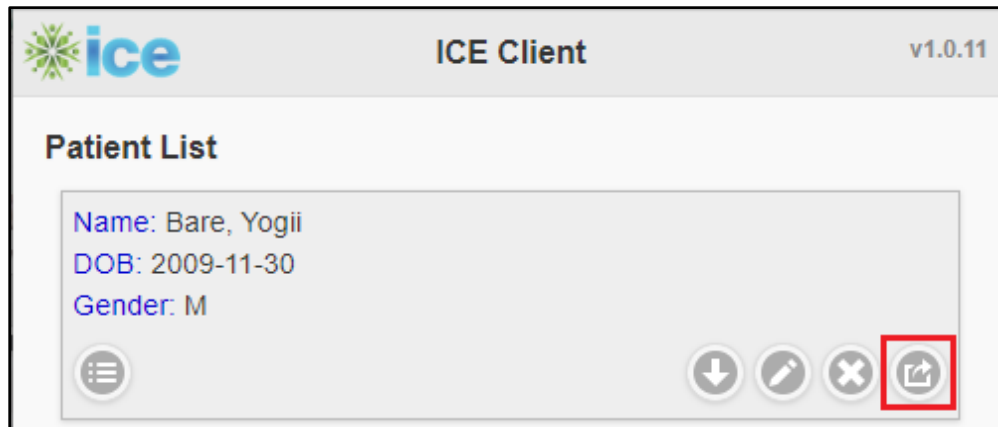 ice
ICE Client
v1.0.11
Patient List
Name: Bare, Yogii
DOB: 2009-11-30
Gender: M